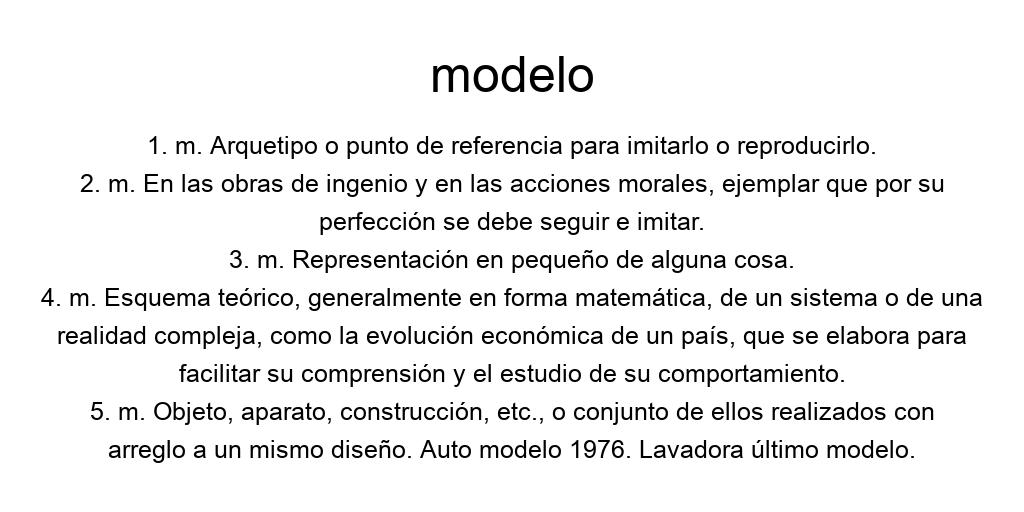 modelo
1. m. Arquetipo o punto de referencia para imitarlo o reproducirlo.
2. m. En las obras de ingenio y en las acciones morales, ejemplar que por su
perfección se debe seguir e imitar.
3. m. Representación en pequeño de alguna cosa.
4. m. Esquema teórico, generalmente en forma matemática, de un sistema o de una
realidad compleja, como la evolución económica de un país, que se elabora para
facilitar su comprensión y el estudio de su comportamiento.
5. m. Objeto, aparato, construcción, etc., o conjunto de ellos realizados con
arreglo a un mismo diseño. Auto modelo 1976. Lavadora último modelo.